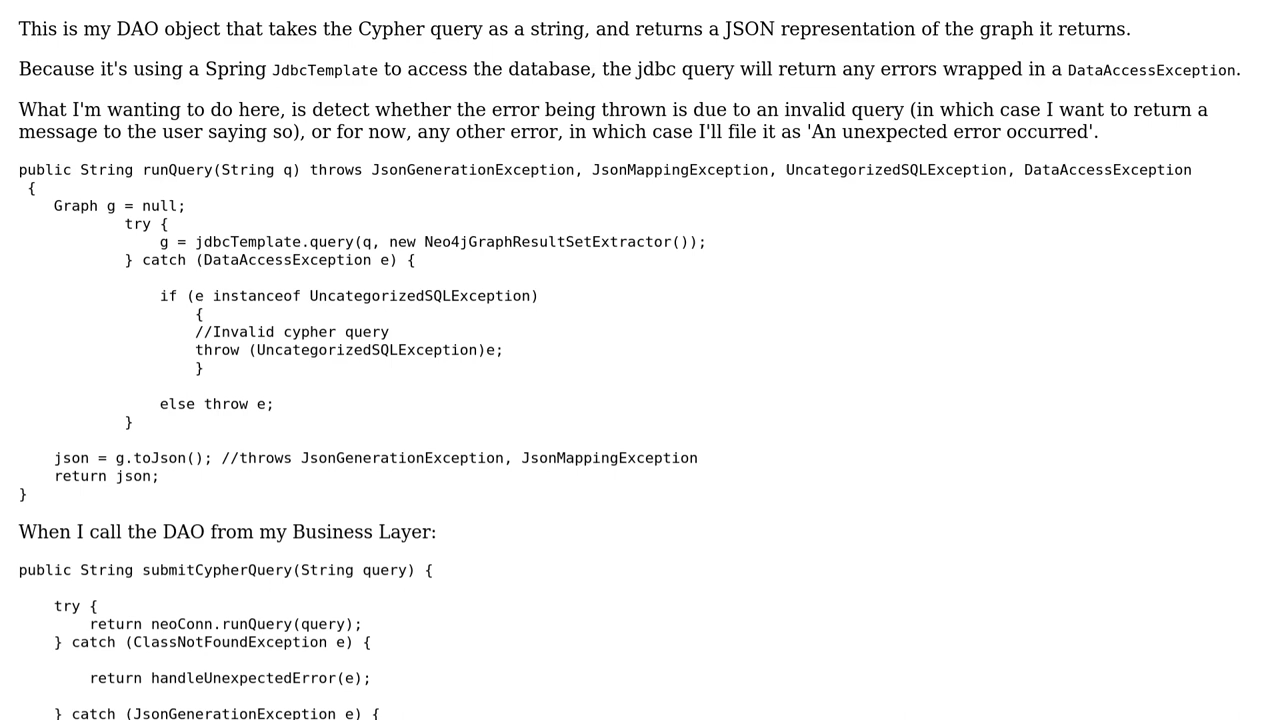 This is my DAO object that takes the Cypher query as a string, and returns a JSON representation of the graph it returns.
Because it's using a Spring JdbcTemplate to access the database, the jdbc query will return any errors wrapped in a DataAccessException.
What I'm wanting to do here, is detect whether the error being thrown is due to an invalid query (in which case I want to return a
message to the user saying so), or for now, any other error, in which case I'll file it as 'An unexpected error occurred'.
public String runQuery(String q) throws JsonGenerationException, JsonMappingException, UncategorizedSQLException, DataAccessException
 {
    Graph g = null;
            try {
                g = jdbcTemplate.query(q, new Neo4jGraphResultSetExtractor());
            } catch (DataAccessException e) {
                if (e instanceof UncategorizedSQLException)
                    {
                    //Invalid cypher query
                    throw (UncategorizedSQLException)e;
                    }
                else throw e;
            }
    json = g.toJson(); //throws JsonGenerationException, JsonMappingException
    return json;
}
When I call the DAO from my Business Layer:
public String submitCypherQuery(String query) {
    try {
        return neoConn.runQuery(query);
    } catch (ClassNotFoundException e) {
        return handleUnexpectedError(e);
    } catch (JsonGenerationException e) {